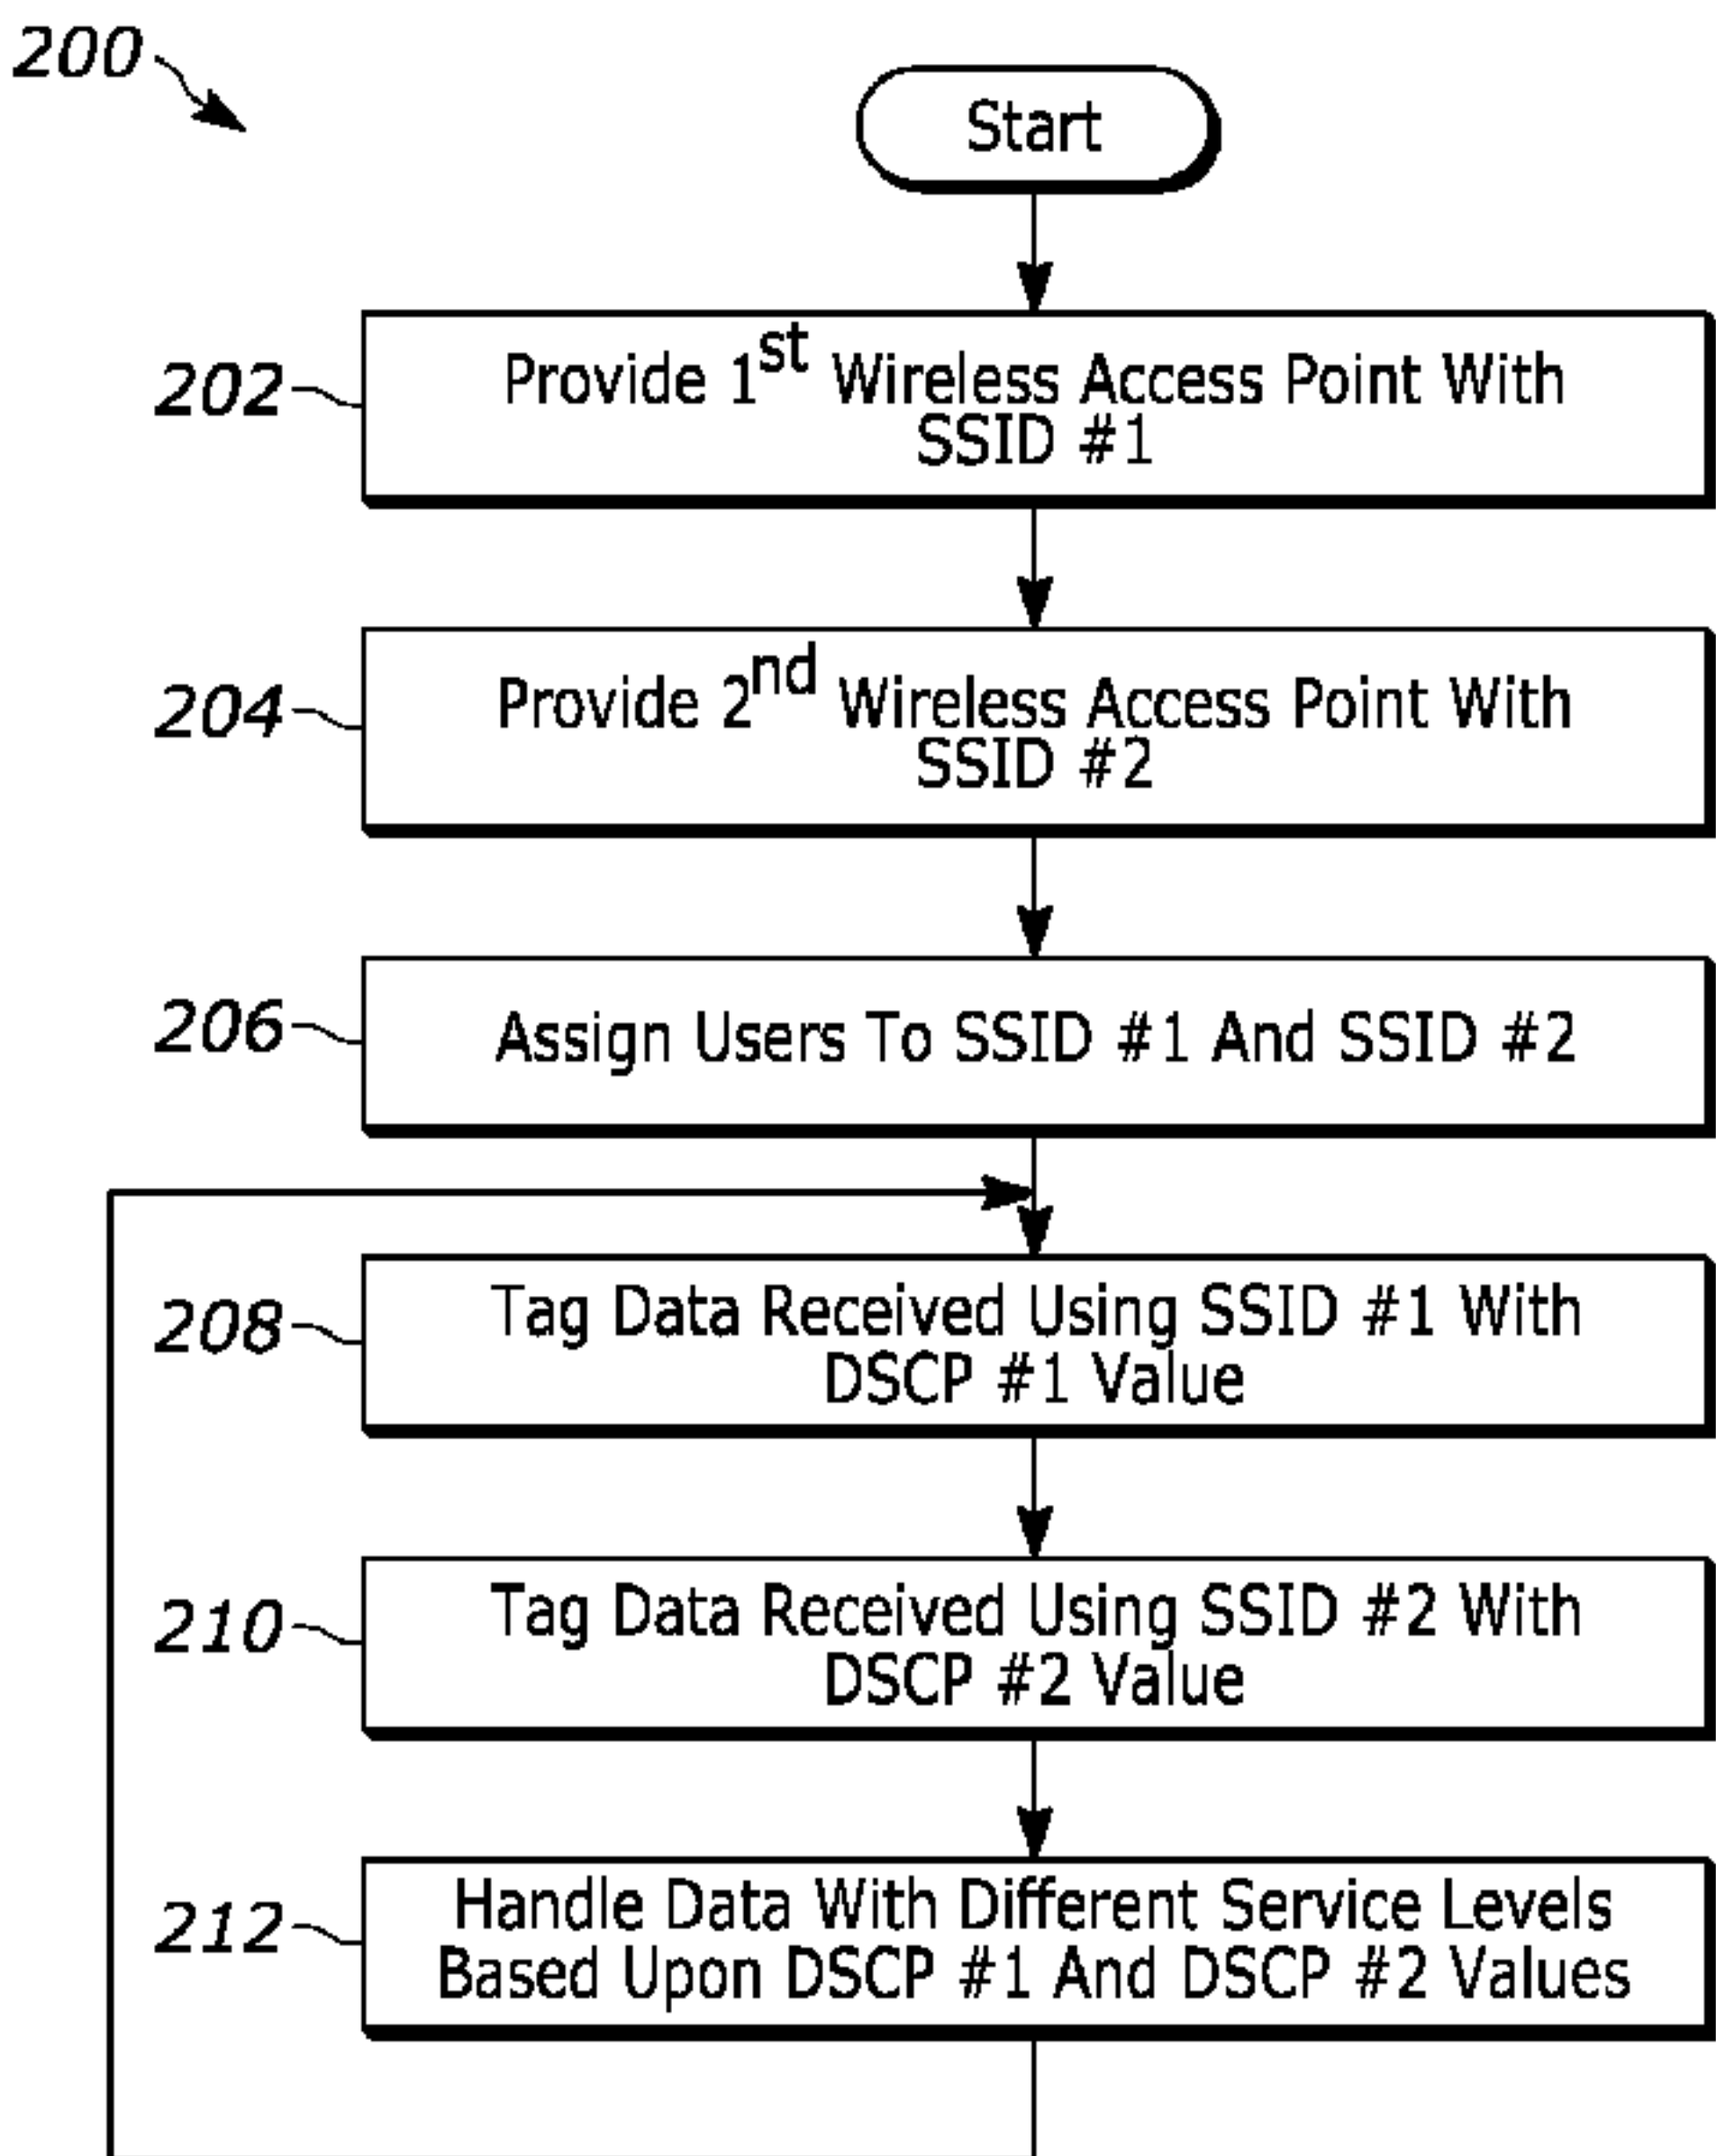 200
Start
202
Provide 1st Wireless Access Point With
SSID #1
204
Provide 2nd Wireless Access Point With
SSID #2
206
Assign Users To SSID #1 And SSID #2
208
Tag Data Received Using SSID #1 With
DSCP #1 Value
210
Tag Data Received Using SSID #2 With
DSCP #2 Value
212
Handle Data With Different Service Levels
Based Upon DSCP #1 And DSCP #2 Values